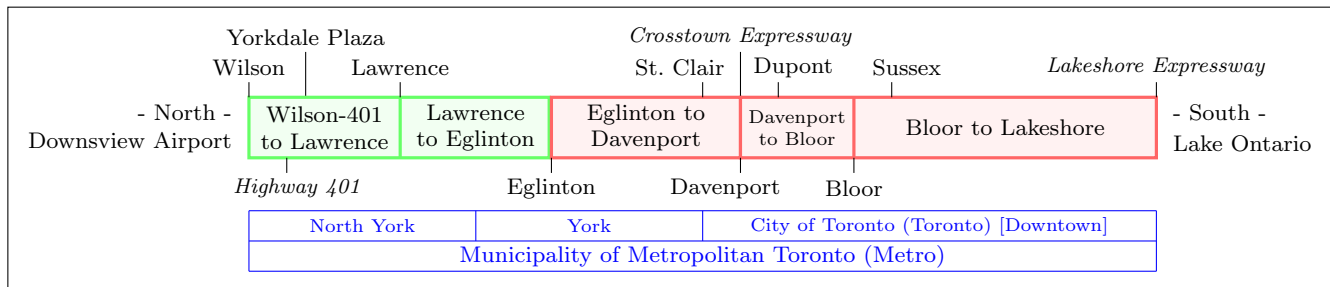 Crosstown Expressway
Yorkdale Plaza
Wilson
Lawrence
St. Clair
Dupont
Sussex
Lakeshore Expressway
- North -
Downsview Airport
Wilson-401
to Lawrence
Lawrence
to Eglinton
Eglinton to
Davenport
Davenport
to Bloor
Bloor to Lakeshore
- South -
Lake Ontario
Highway 401
Eglinton
Davenport
Bloor
North York
York
City of Toronto (Toronto) [Downtown]
Municipality of Metropolitan Toronto (Metro)